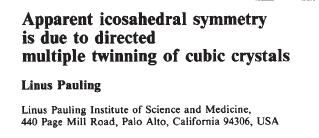 Apparent icosahedral symmetry
is due to directed
multiple twinning of cubic crystals
Linus Pauling
Linus Pauling Institute of Science and Medicine,
440 Page Mill Road, Palo Alto, California 94306, USA